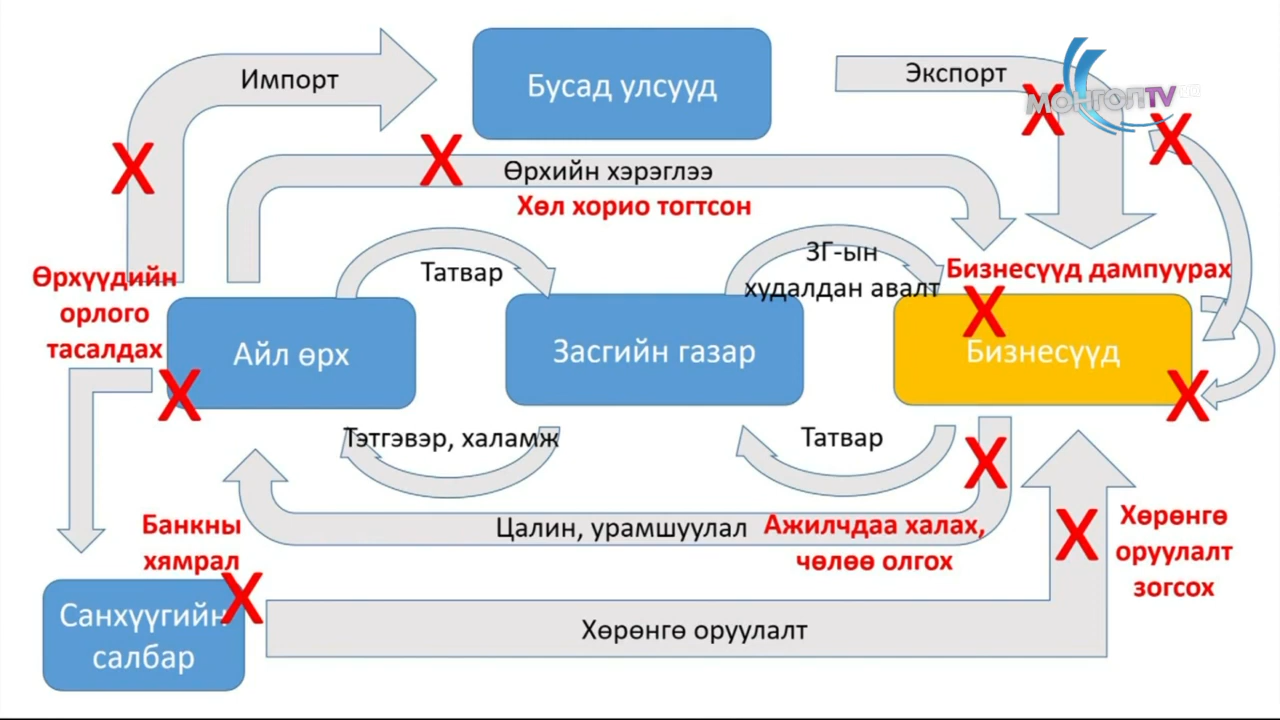 Импорт
Бусад улсууд
Экспорт
МОНГОЛTV
X
X
X
X
Өрхийн хэрэглээ
Хөл хорио тогтсон
Татвар
ЗГ-ын
худалдан авалт
Бизнесүүд дампуурах
Өрхүүдийн
орлого
тасалдах
X
Айл өрх
Засгийн газар
Бизнесүүд
X
X
Тэтгэвэр, халамж
Татвар
X
Цалин, урамшуулал
Ажилчдаа халах,
чөлөө олгох
Банкны
хямрал
X
Хөрөнгө
оруулалт
зогсох
X
Санхүүгийн
салбар
Хөрөнгө оруулалт